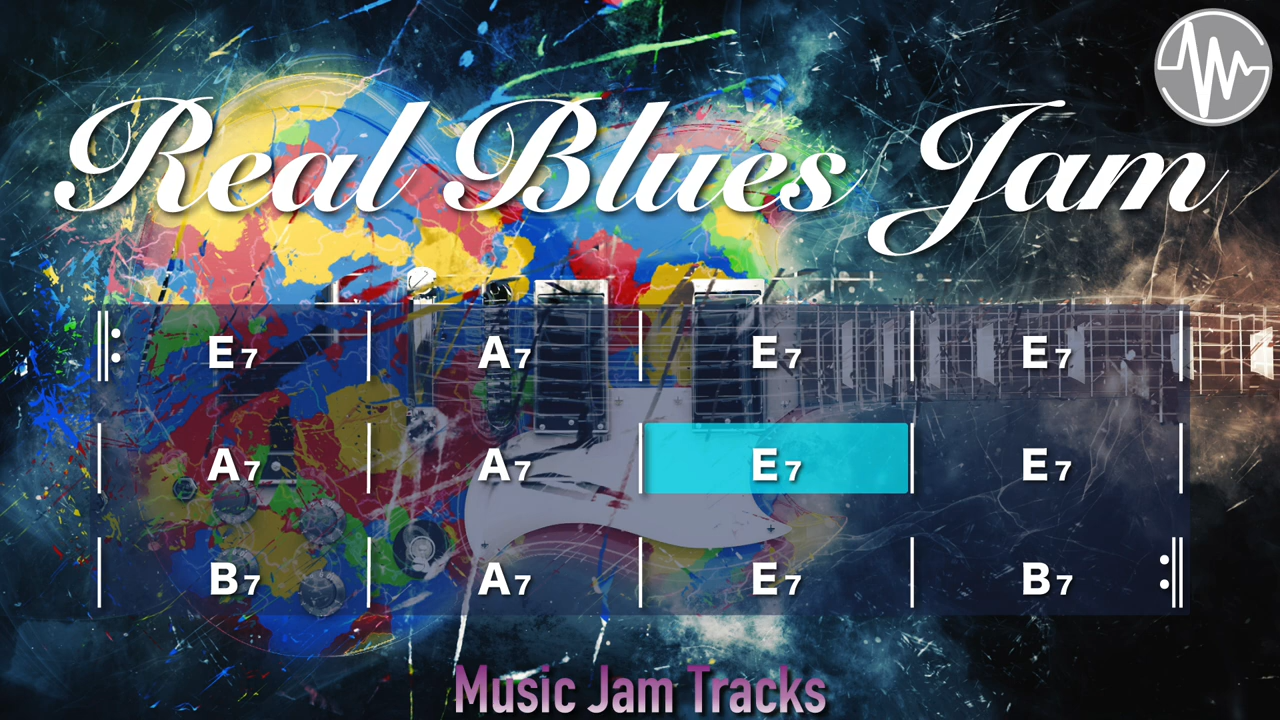 Real Blues Jam
E7 A7 E7 E7
A7 A7 E7 E7
B7 A7 E7 B7
Music Jam Tracks